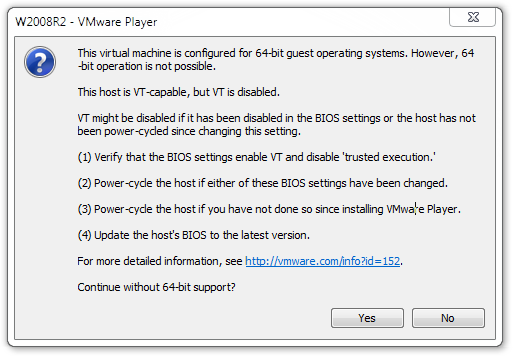 W2008R2 - VMware Player
This virtual machine is configured for 64-bit guest operating systems. However, 64
-bit operation is not possible.
This host is VT-capable, but VT is disabled.
VT might be disabled if it has been disabled in the BIOS settings or the host has not
been power-cycled since changing this setting.
(1) Verify that the BIOS settings enable VT and disable 'trusted execution.'
(2) Power-cycle the host if either of these BIOS settings have been changed.
(3) Power-cycle the host if you have not done so since installing VMware Player.
(4) Update the host's BIOS to the latest version.
For more detailed information, see http://vmware.com/info?id=152.
Continue without 64-bit support?
Yes No